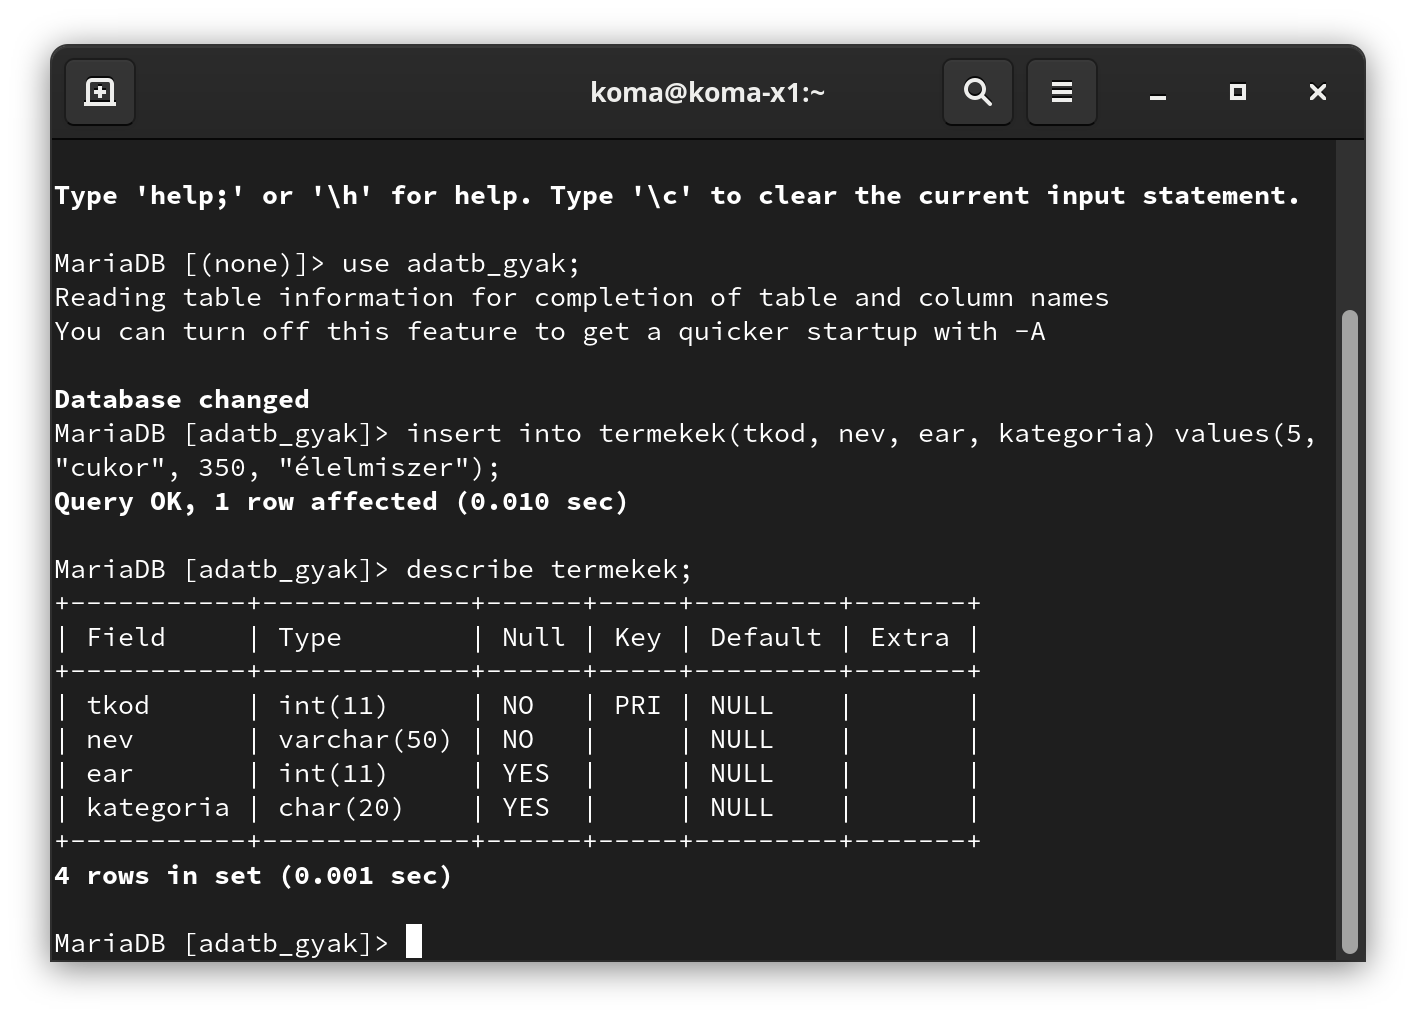 koma@koma-x1:~
Type 'help;' or '\h' for help. Type '\c' to clear the current input statement.
MariaDB [(none)]> use adatb_gyak;
Reading table information for completion of table and column names
You can turn off this feature to get a quicker startup with -A
Database changed
MariaDB [adatb_gyak]> insert into termekek(tkod, nev, ear, kategoria) values(5,
"cukor", 350, "élelmiszer");
Query OK, 1 row affected (0.010 sec)
MariaDB [adatb_gyak]> describe termekek;
+-----------+-------------+------+-----+---------+-------+
| Field     | Type        | Null | Key | Default | Extra |
+-----------+-------------+------+-----+---------+-------+
| tkod      | int(11)     | NO   | PRI | NULL    |       |
| nev       | varchar(50) | NO   |     | NULL    |       |
| ear       | int(11)     | YES  |     | NULL    |       |
| kategoria | char(20)    | YES  |     | NULL    |       |
+-----------+-------------+------+-----+---------+-------+
4 rows in set (0.001 sec)
MariaDB [adatb_gyak]>